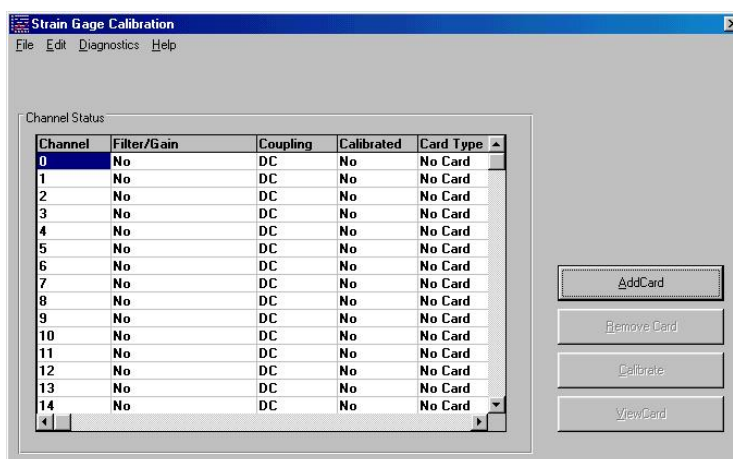 Strain Gage Calibration
File Edit Diagnostics Help
Channel Status
Channel Filter/Gain Coupling Calibrated Card Type
0 No DC No No Card
1 No DC No No Card
2 No DC No No Card
3 No DC No No Card
4 No DC No No Card
5 No DC No No Card
6 No DC No No Card
7 No DC No No Card
8 No DC No No Card
9 No DC No No Card
10 No DC No No Card
11 No DC No No Card
12 No DC No No Card
13 No DC No No Card
14 No DC No No Card
AddCard
Remove Card
Calibrate
ViewCard